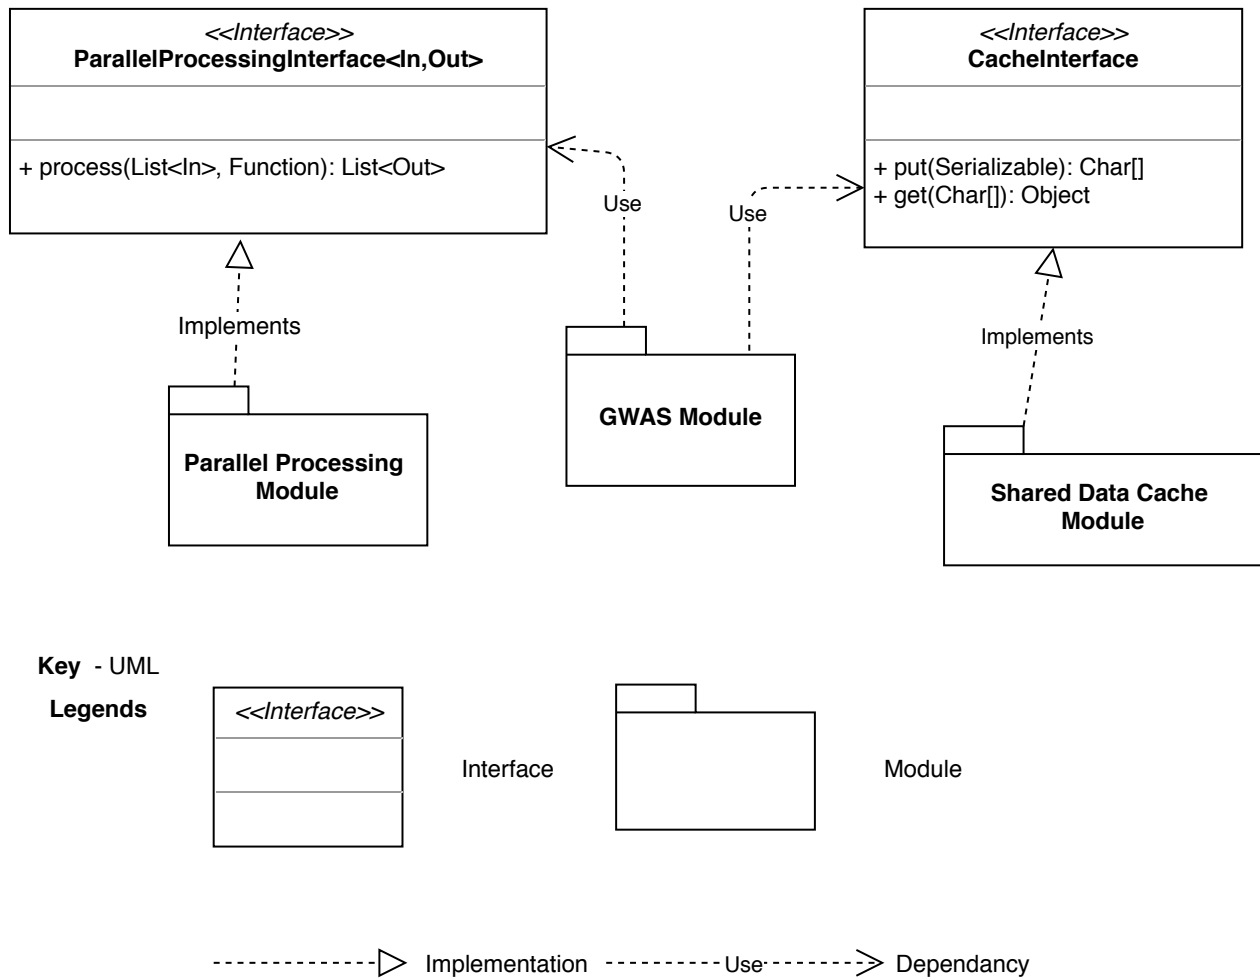 <<Interface>>
ParallelProcessingInterface<In,Out>
+ process(List<In>, Function): List<Out>
<<Interface>>
CacheInterface
+ put(Serializable): Char[]
+ get(Char[]): Object
Use
Use
Implements
Implements
Parallel Processing
Module
GWAS Module
Shared Data Cache
Module
Key - UML
Legends
<<Interface>>
Interface
Module
Implementation
Use
Dependancy